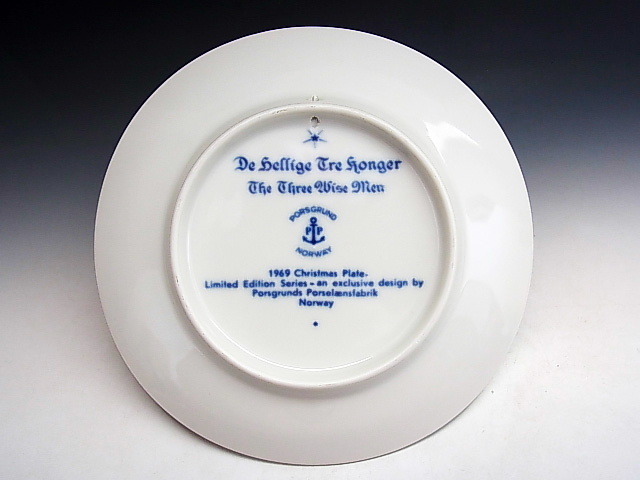 De Hellige Tre Konger
The Three Wise Men
PORSGRUND
P P
NORWAY
1969 Christmas Plate-
Limited Edition Series - an exclusive design by
Porsgrunds Porselænsfabrik
Norway